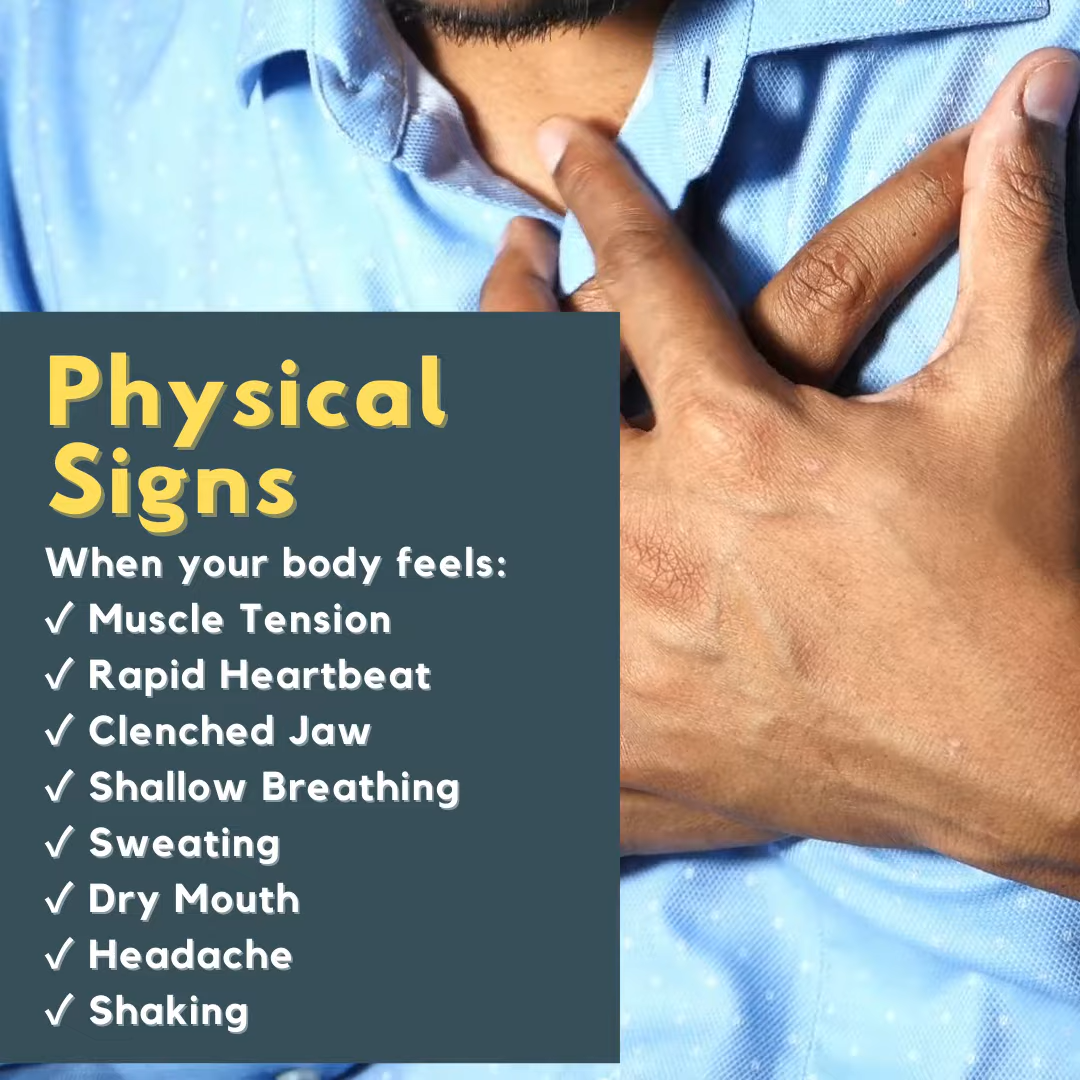 Physical
Signs
When your body feels:
✓ Muscle Tension
✓ Rapid Heartbeat
✓ Clenched Jaw
✓ Shallow Breathing
✓ Sweating
✓ Dry Mouth
✓ Headache
✓ Shaking